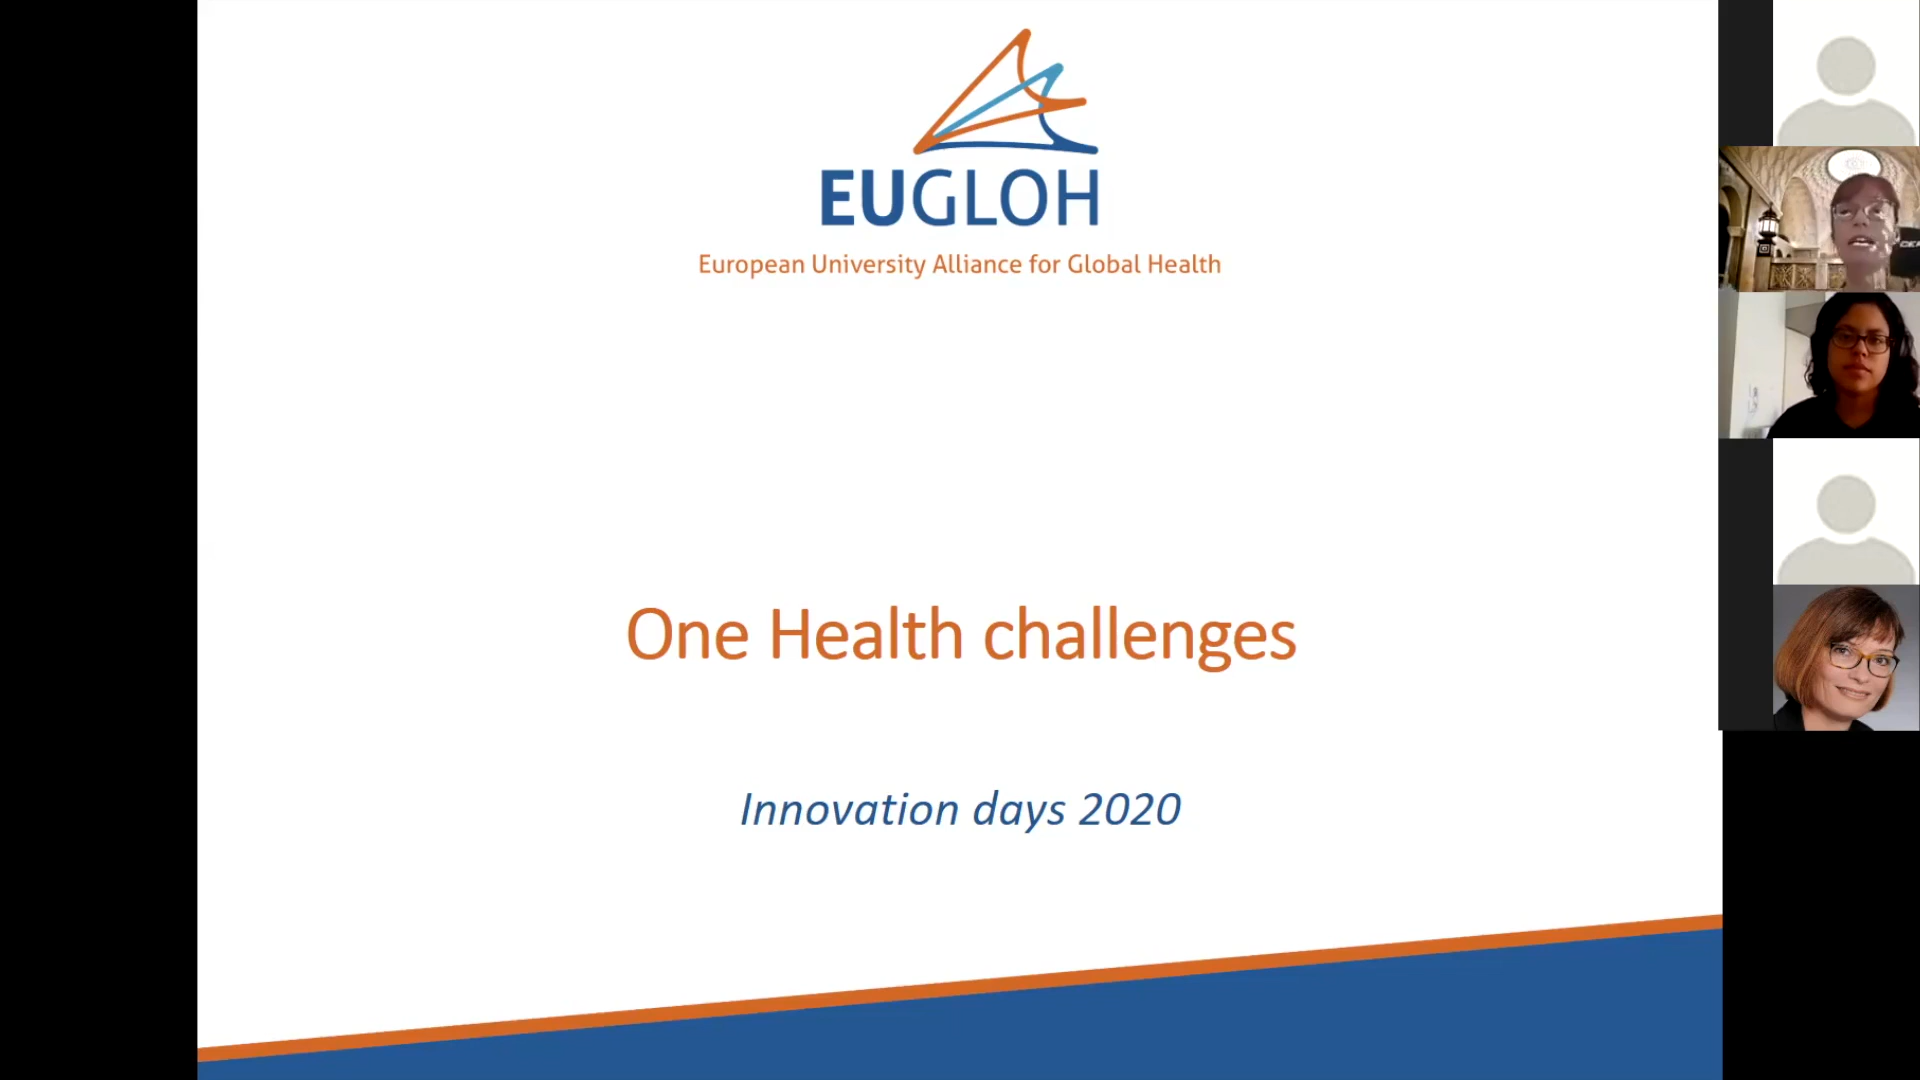 EUGLOH
European University Alliance for Global Health
One Health challenges
Innovation days 2020